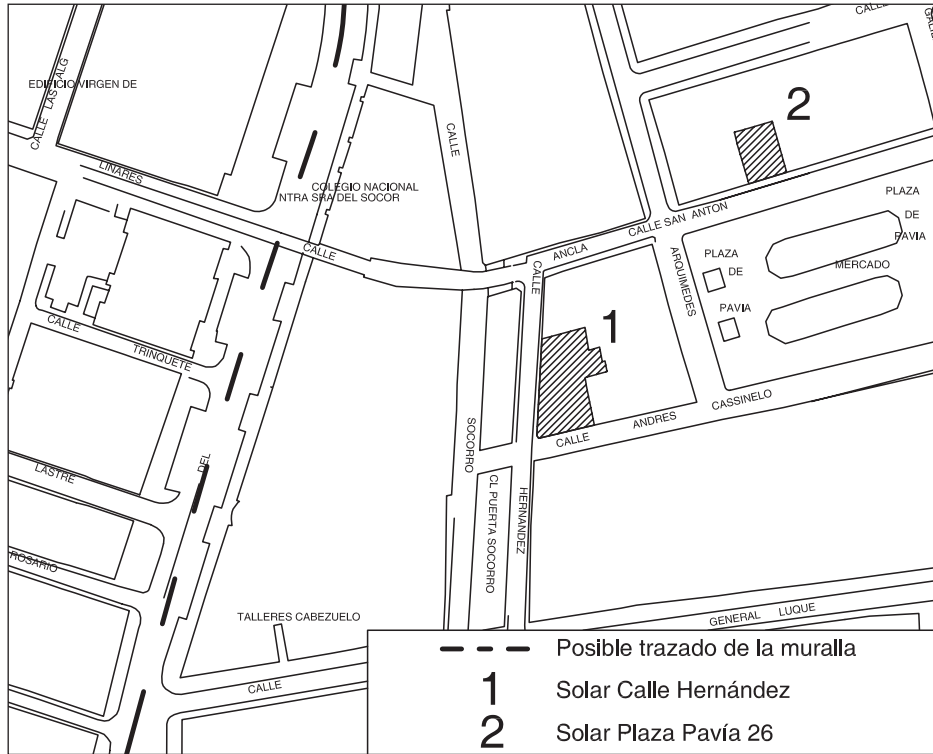 CALLE
GALILEO
EDIFICIO VIRGEN DE
CALLE LAS ALG
CALLE
2
LINARES
COLEGIO NACIONAL
NTRA SRA DEL SOCOR
CALLE
ANCLA
CALLE SAN ANTON
PLAZA
DE
PAVIA
MERCADO
PLAZA
DE
PAVIA
ARQUIMEDES
CALLE
1
CALLE
TRINQUETE
CASSINELO
ANDRES
CALLE
SOCORRO
CL PUERTA SOCORRO
HERNANDEZ
DEL
LASTRE
ROSARIO
TALLERES CABEZUELO
GENERAL LUQUE
CALLE
Posible trazado de la muralla
1 Solar Calle Hernández
2 Solar Plaza Pavía 26